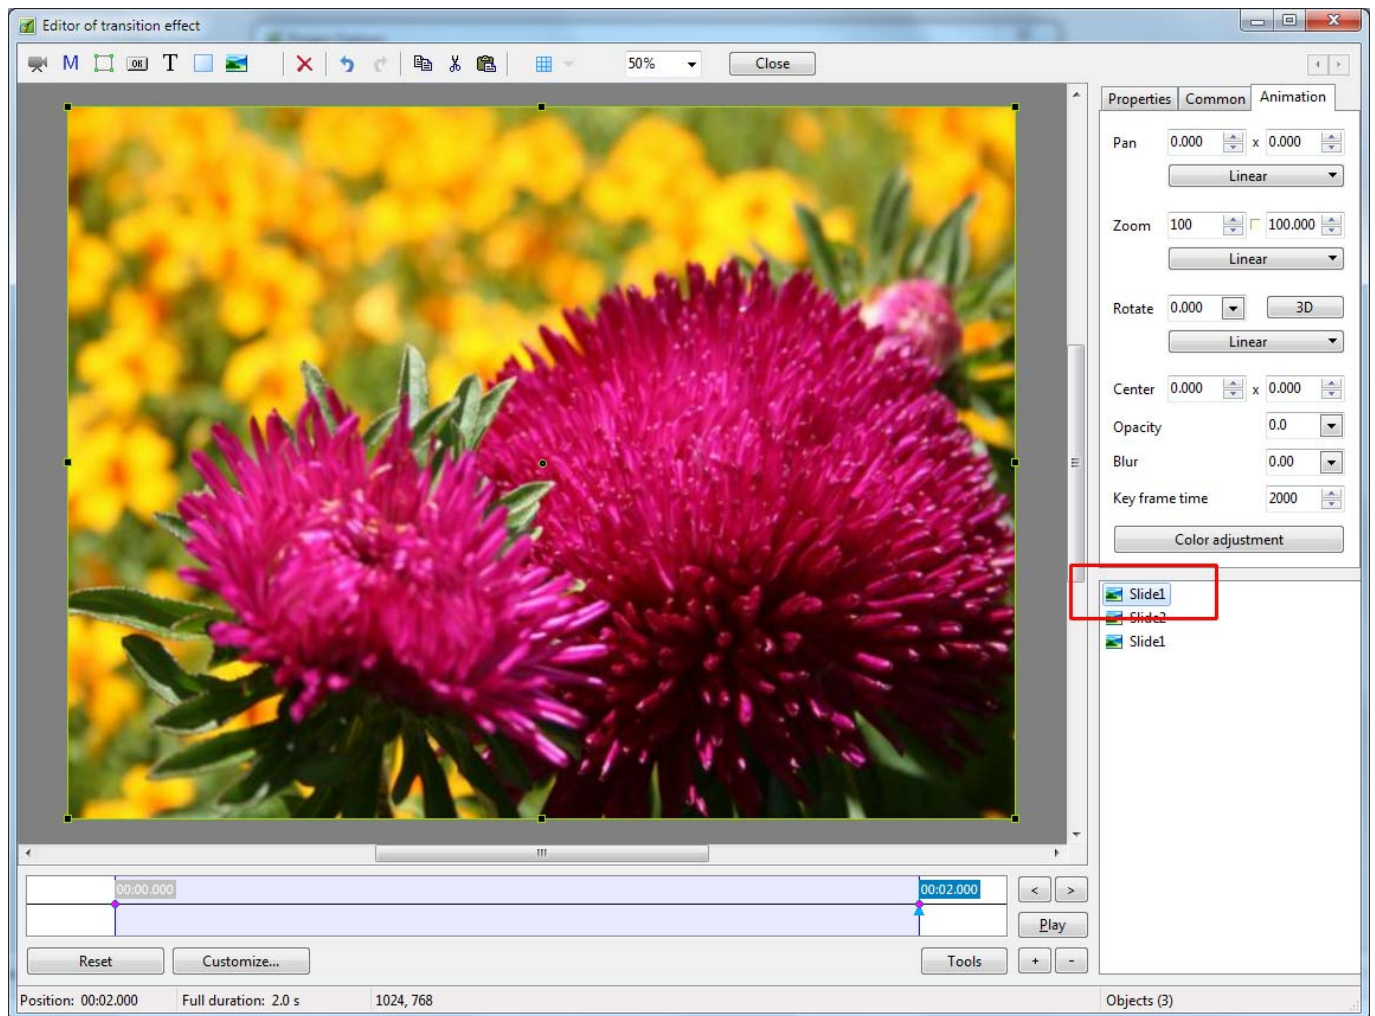 Editor of transition effect
M OK T 50% Close
Properties Common Animation
Pan 0.000 x 0.000
Linear
Zoom 100 100.000
Linear
Rotate 0.000 3D
Linear
Center 0.000 x 0.000
Opacity 0.0
Blur 0.00
Key frame time 2000
Color adjustment
Slide1
Slide2
Slide1
00:00.000 00:02.000 < >
Play
Reset Customize... Tools + -
Position: 00:02.000 Full duration: 2.0 s 1024, 768 Objects (3)